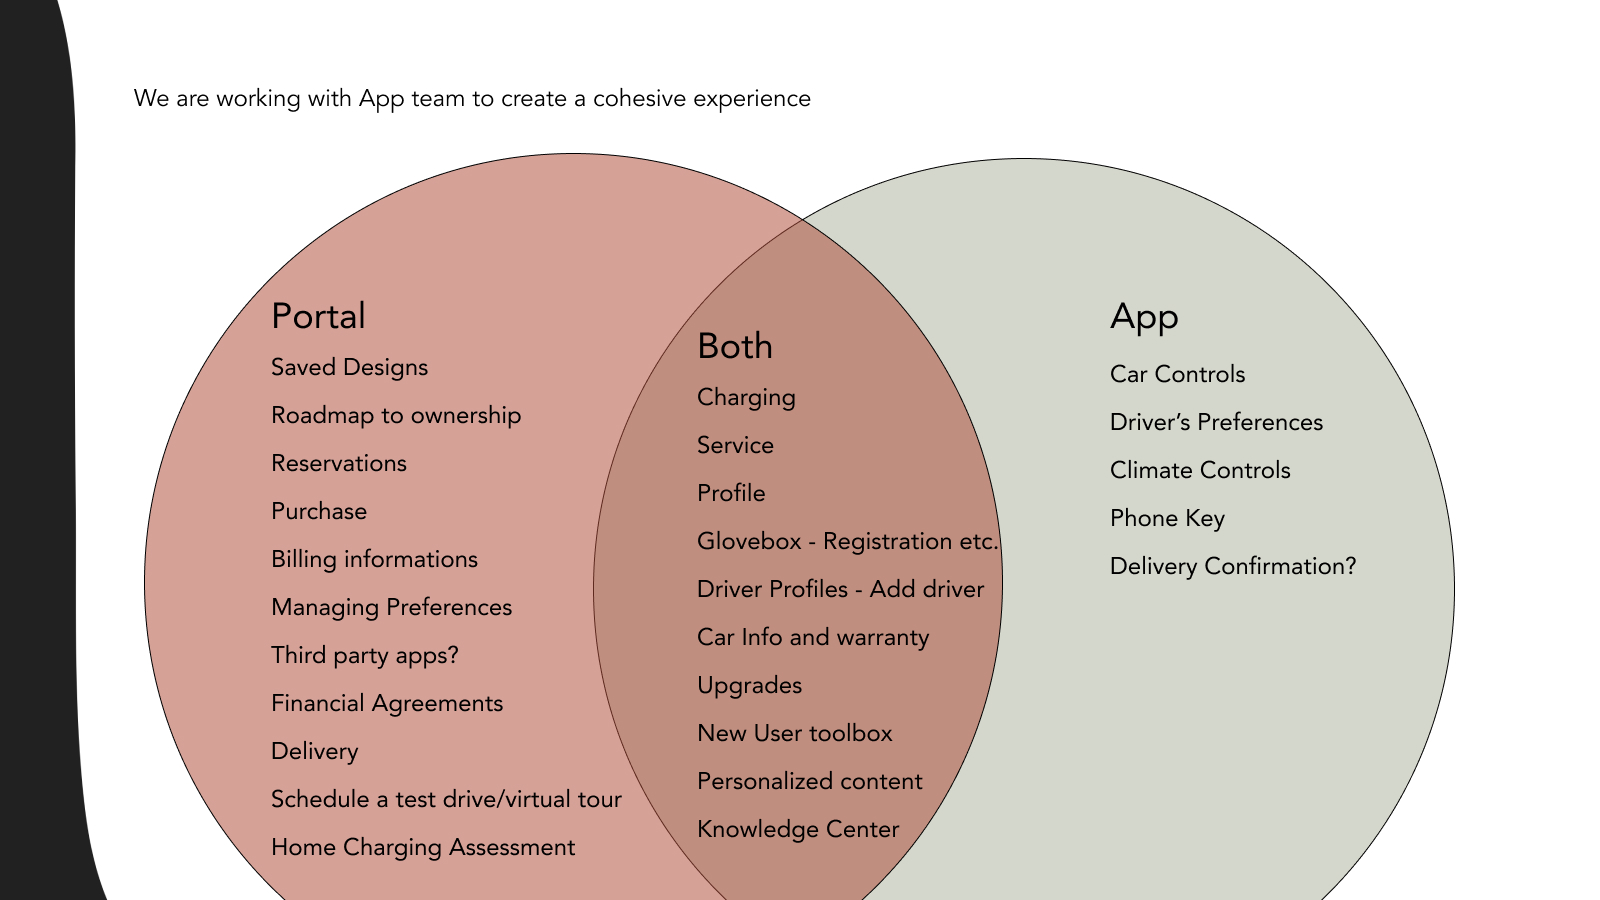 We are working with App team to create a cohesive experience
Portal
Saved Designs
Roadmap to ownership
Reservations
Purchase
Billing informations
Managing Preferences
Third party apps?
Financial Agreements
Delivery
Schedule a test drive/virtual tour
Home Charging Assessment
Both
Charging
Service
Profile
Glovebox - Registration etc.
Driver Profiles - Add driver
Car Info and warranty
Upgrades
New User toolbox
Personalized content
Knowledge Center
App
Car Controls
Driver’s Preferences
Climate Controls
Phone Key
Delivery Confirmation?